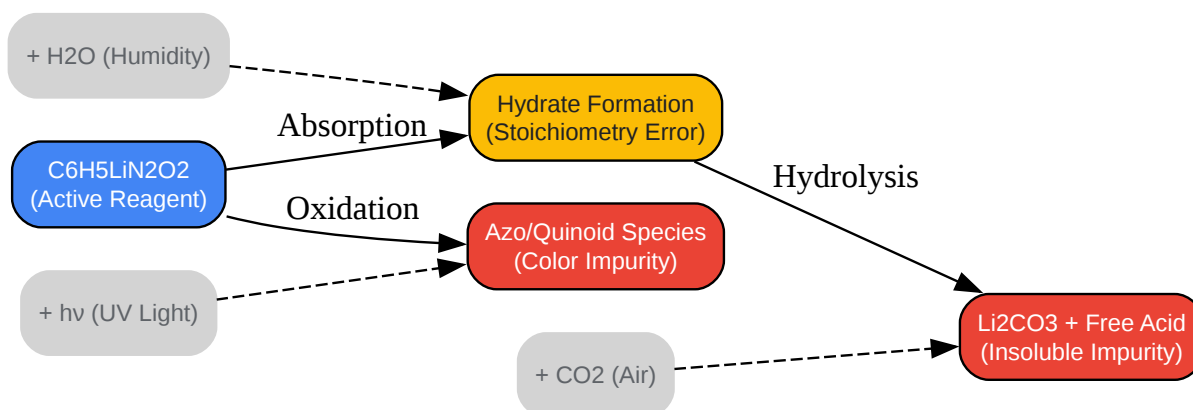 + H2O (Humidity)
Absorption
Hydrate Formation
(Stoichiometry Error)
C6H5LiN2O2
(Active Reagent)
Hydrolysis
Oxidation
Azo/Quinoid Species
(Color Impurity)
+ hν (UV Light)
Li2CO3 + Free Acid
(Insoluble Impurity)
+ CO2 (Air)